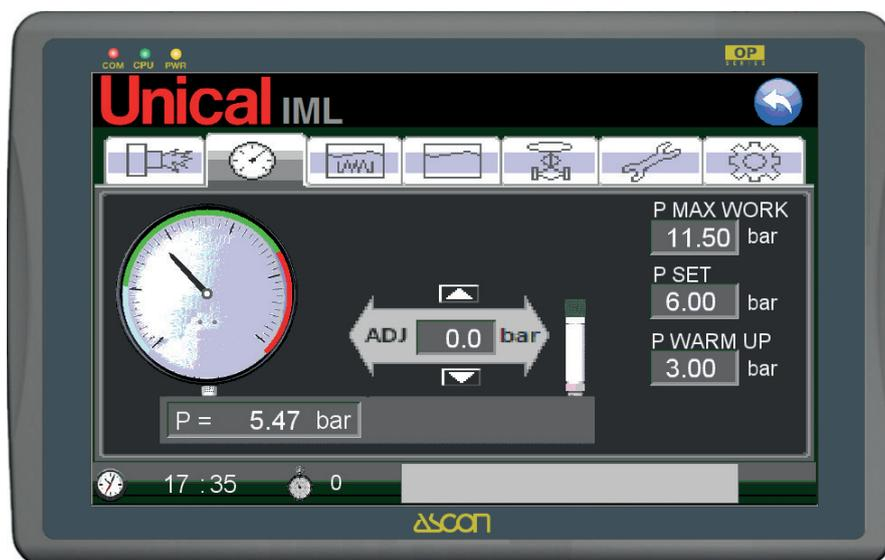 COM CPU PWR
OP
SERIES
Unical IML
P MAX WORK
11.50 bar
P SET
6.00 bar
ADJ 0.0 bar
P WARM UP
3.00 bar
P = 5.47 bar
17 : 35 0
ascon